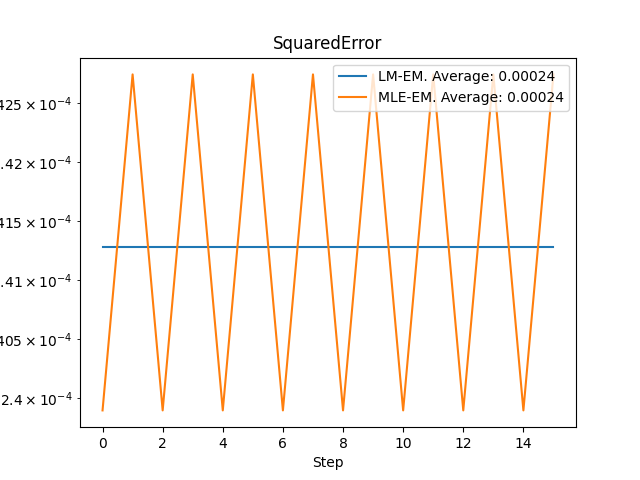 SquaredError
LM-EM. Average: 0.00024
MLE-EM. Average: 0.00024
425 × 10⁻⁴
.42 × 10⁻⁴
415 × 10⁻⁴
.41 × 10⁻⁴
405 × 10⁻⁴
2.4 × 10⁻⁴
0 2 4 6 8 10 12 14
Step